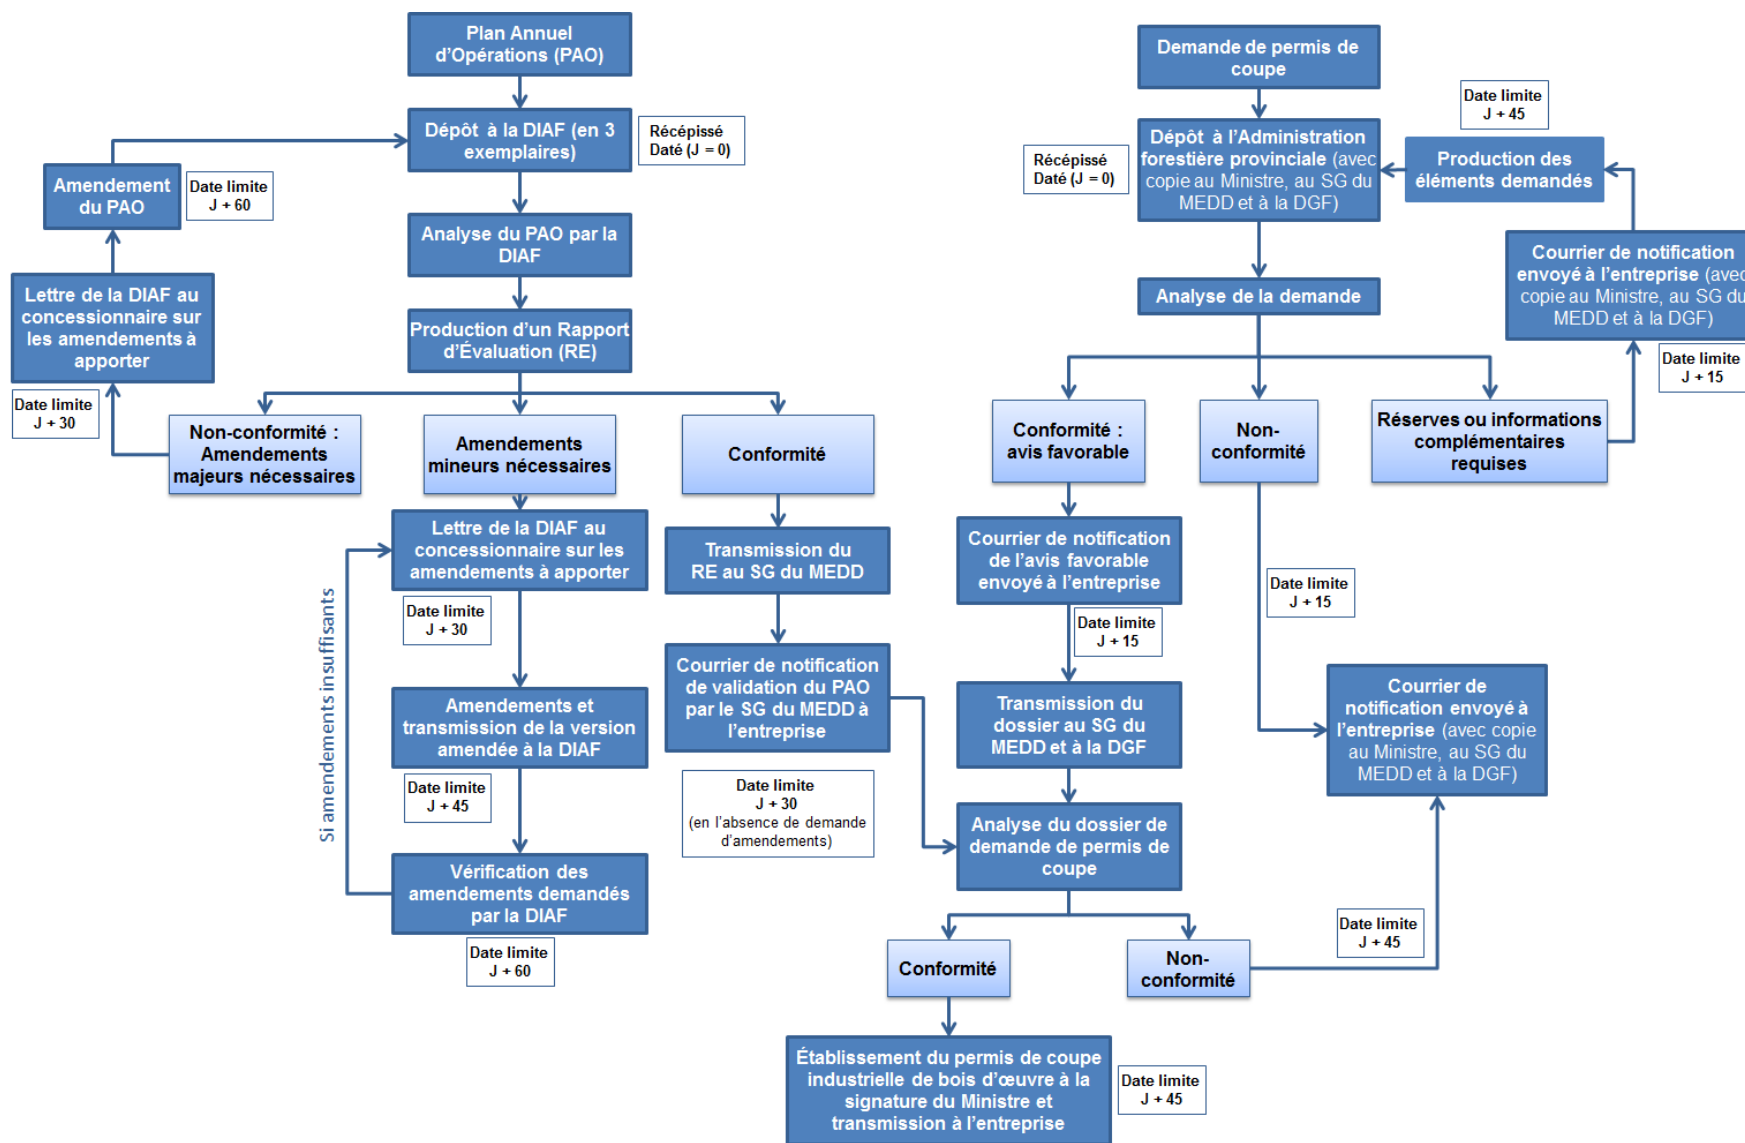 Plan Annuel
d'Opérations (PAO)
Dépôt à la DIAF (en 3
exemplaires)
Récépissé
Daté (J = 0)
Amendement
du PAO
Date limite
J + 60
Analyse du PAO par la
DIAF
Lettre de la DIAF au
concessionnaire sur
les amendements à
apporter
Production d'un Rapport
d'Évaluation (RE)
Date limite
J + 30
Non-conformité :
Amendements
majeurs nécessaires
Amendements
mineurs nécessaires
Conformité
Lettre de la DIAF au
concessionnaire sur les
amendements à apporter
Date limite
J + 30
Si amendements insuffisants
Amendements et
transmission de la version
amendée à la DIAF
Date limite
J + 45
Vérification des
amendements demandés
par la DIAF
Date limite
J + 60
Transmission du
RE au SG du MEDD
Courrier de notification
de validation du PAO
par le SG du MEDD à
l'entreprise
Date limite
J + 30
(en l'absence de demande
d'amendements)
Demande de permis de
coupe
Récépissé
Daté (J = 0)
Dépôt à l'Administration
forestière provinciale (avec
copie au Ministre, au SG du
MEDD et à la DGF)
Date limite
J + 45
Production des
éléments demandés
Courrier de notification
envoyé à l'entreprise (avec
copie au Ministre, au SG du
MEDD et à la DGF)
Date limite
J + 15
Analyse de la demande
Conformité :
avis favorable
Non-
conformité
Réserves ou informations
complémentaires
requises
Courrier de notification
de l'avis favorable
envoyé à l'entreprise
Date limite
J + 15
Date limite
J + 15
Transmission du
dossier au SG du
MEDD et à la DGF
Courrier de
notification envoyé à
l'entreprise (avec copie
au Ministre, au SG du
MEDD et à la DGF)
Analyse du dossier de
demande de permis de
coupe
Date limite
J + 45
Conformité
Non-
conformité
Établissement du permis de coupe
industrielle de bois d'œuvre à la
signature du Ministre et
transmission à l'entreprise
Date limite
J + 45